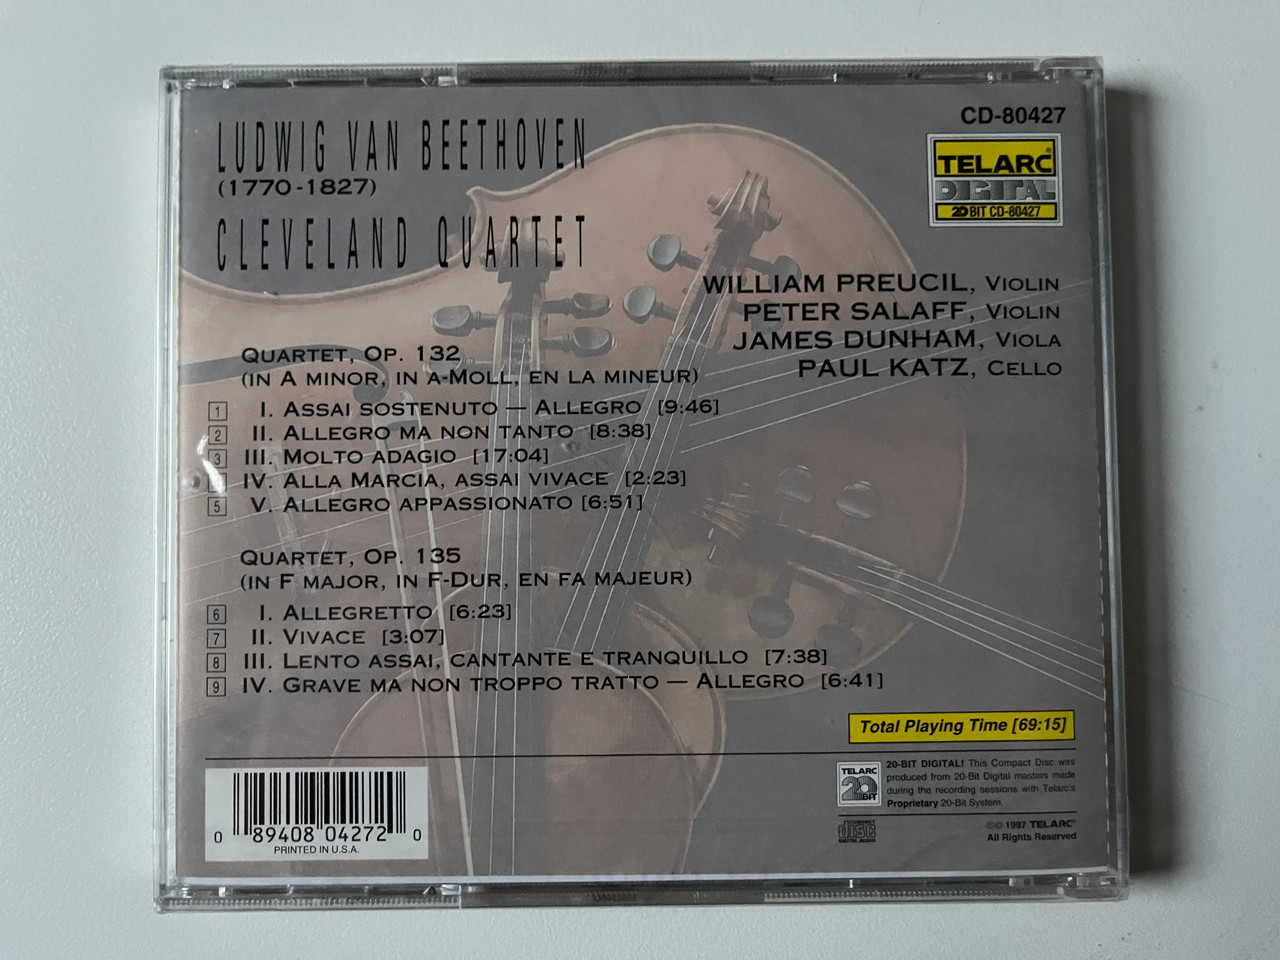 LUDWIG VAN BEETHOVEN
(1770-1827)
CLEVELAND QUARTET
CD-80427
TELARC®
DIGITAL
20 BIT CD-80427
WILLIAM PREUCIL, VIOLIN
PETER SALAFF, VIOLIN
JAMES DUNHAM, VIOLA
PAUL KATZ, CELLO
QUARTET, OP. 132
(IN A MINOR, IN A-MOLL, EN LA MINEUR)
1 I. ASSAI SOSTENUTO — ALLEGRO [9:46]
2 II. ALLEGRO MA NON TANTO [8:38]
3 III. MOLTO ADAGIO [17:04]
IV. ALLA MARCIA, ASSAI VIVACE [2:23]
5 V. ALLEGRO APPASSIONATO [6:51]
QUARTET, OP. 135
(IN F MAJOR, IN F-DUR, EN FA MAJEUR)
6 I. ALLEGRETTO [6:23]
7 II. VIVACE [3:07]
8 III. LENTO ASSAI, CANTANTE E TRANQUILLO [7:38]
9 IV. GRAVE MA NON TROPPO TRATTO — ALLEGRO [6:41]
Total Playing Time [69:15]
TELARC
20
BIT
20-BIT DIGITAL! This Compact Disc was
produced from 20-Bit Digital masters made
during the recording sessions with Telarc's
Proprietary 20-Bit System.
COMPACT
disc
DIGITAL AUDIO
℗© 1997 TELARC®
All Rights Reserved
0 89408 04272 0
PRINTED IN U.S.A.